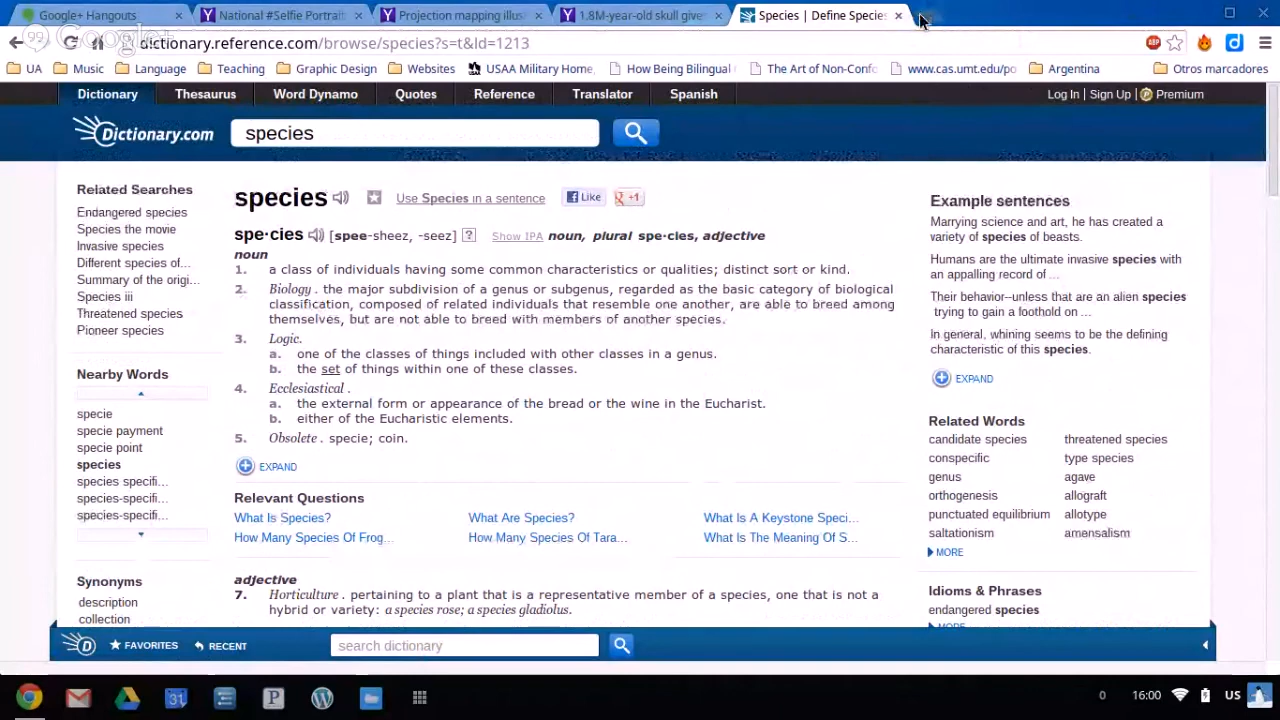 Google+ Hangouts
National #Selfie Portrait
Projection mapping illus
1.8M-year-old skull give
Species | Define Species
Google+
dictionary.reference.com/browse/species?s=t&ld=1213
ABP
UA Music Language Teaching Graphic Design Websites USAA Military Home, How Being Bilingual The Art of Non-Confo www.cas.umt.edu/po Argentina Otros marcadores
Dictionary Thesaurus Word Dynamo Quotes Reference Translator Spanish Log In | Sign Up | Premium
Dictionary.com species
Related Searches
Endangered species
Species the movie
Invasive species
Different species of...
Summary of the origi...
Species iii
Threatened species
Pioneer species
Nearby Words
specie
specie payment
specie point
species
species specifi...
species-specifi...
species-specifi...
Synonyms
description
collection
species Use Species in a sentence Like +1
spe·cies [spee-sheez, -seez] ? Show IPA noun, plural spe·cies, adjective
noun
1. a class of individuals having some common characteristics or qualities; distinct sort or kind.
2. Biology . the major subdivision of a genus or subgenus, regarded as the basic category of biological
classification, composed of related individuals that resemble one another, are able to breed among
themselves, but are not able to breed with members of another species.
3. Logic.
a. one of the classes of things included with other classes in a genus.
b. the set of things within one of these classes.
4. Ecclesiastical .
a. the external form or appearance of the bread or the wine in the Eucharist.
b. either of the Eucharistic elements.
5. Obsolete . specie; coin.
EXPAND
Relevant Questions
What Is Species? What Are Species? What Is A Keystone Speci...
How Many Species Of Frog... How Many Species Of Tara... What Is The Meaning Of S...
adjective
7. Horticulture . pertaining to a plant that is a representative member of a species, one that is not a
hybrid or variety: a species rose; a species gladiolus.
Example sentences
Marrying science and art, he has created a
variety of species of beasts.
Humans are the ultimate invasive species with
an appalling record of ...
Their behavior--unless that are an alien species
trying to gain a foothold on ...
In general, whining seems to be the defining
characteristic of this species.
EXPAND
Related Words
candidate species threatened species
conspecific type species
genus agave
orthogenesis allograft
punctuated equilibrium allotype
saltationism amensalism
MORE
Idioms & Phrases
endangered species
MORE
FAVORITES RECENT search dictionary
31 0 16:00 US